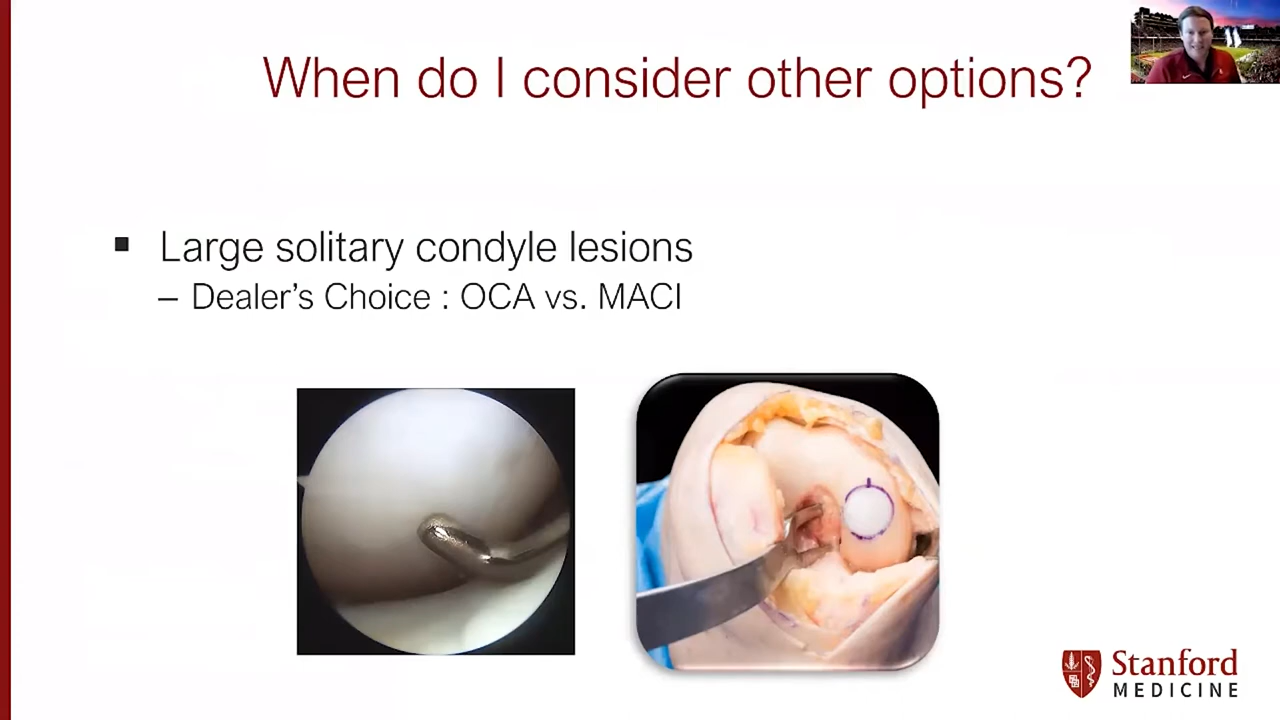 When do I consider other options?
▪ Large solitary condyle lesions
– Dealer's Choice : OCA vs. MACI
Stanford
MEDICINE